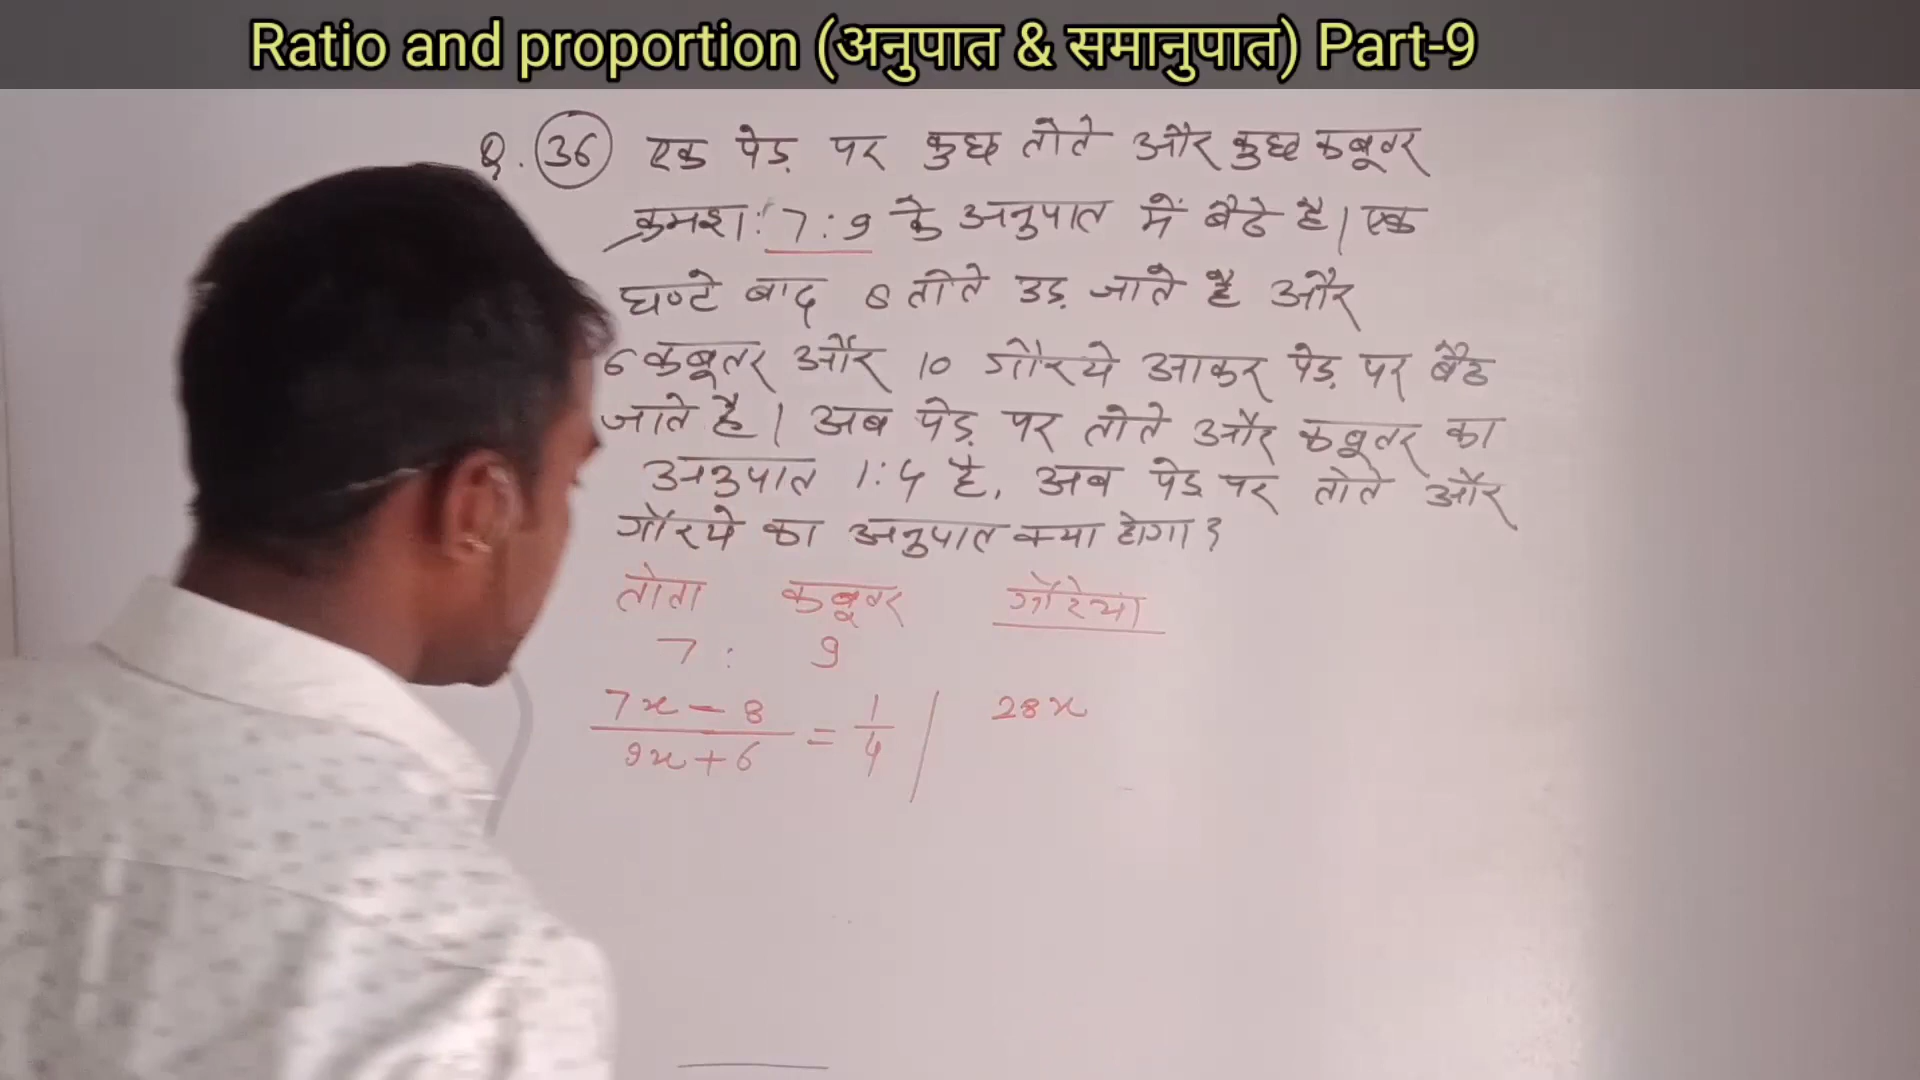 Ratio and proportion (अनुपात & समानुपात) Part-9
Q. 36 एक पेड़ पर कुछ तोते और कुछ कबूतर
क्रमशः 7:9 के अनुपात में बैठे है। एक
घण्टे बाद 8 तोते उड़ जाते है और
6 कबूतर और 10 गौरये आकर पेड़ पर बैठ
जाते है। अब पेड़ पर तोते और कबूतर का
अनुपात 1:4 है, अब पेड़ पर तोते और
गौरये का अनुपात क्या होगा?
तोता कबूतर गौरेया
7 : 9
7x - 8 / 9x + 6 = 1/4 | 28x